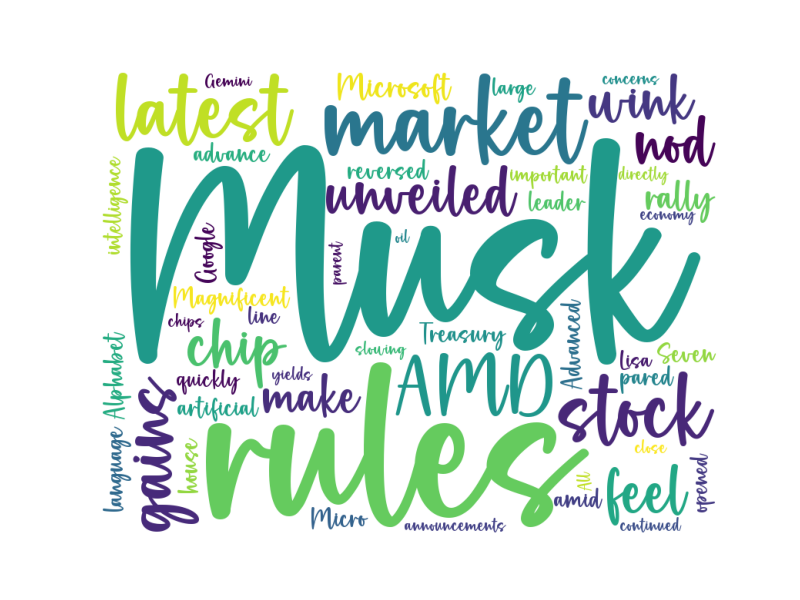 Gemini
latest
advance
Microsoft
large
concerns
market
wink
nod
reversed
unveiled
important
directly
leader
rally
economy
intelligence
Musk
Google
parent
oil
Magnificent
chips
line
chip
slowing
Treasury
Advanced
Lisa
Seven
pared
Alphabet
quickly
yields
artificial
make
AMD
stock
close
gains
language
house
rules
All
amid
feel
opened
Micro
announcements
continued